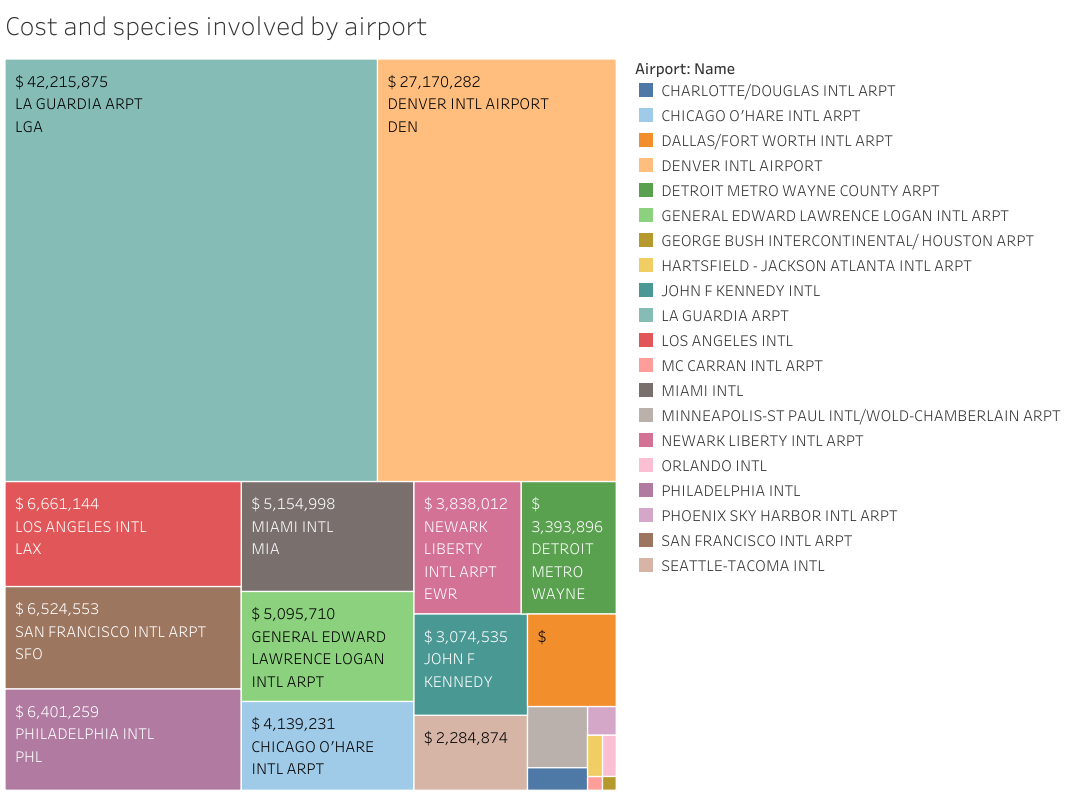 Cost and species involved by airport
$ 42,215,875
LA GUARDIA ARPT
LGA
$ 27,170,282
DENVER INTL AIRPORT
DEN
$ 6,661,144
LOS ANGELES INTL
LAX
$ 6,524,553
SAN FRANCISCO INTL ARPT
SFO
$ 6,401,259
PHILADELPHIA INTL
PHL
$ 5,154,998
MIAMI INTL
MIA
$ 5,095,710
GENERAL EDWARD
LAWRENCE LOGAN
INTL ARPT
$ 4,139,231
CHICAGO O'HARE
INTL ARPT
$ 3,838,012
NEWARK
LIBERTY
INTL ARPT
EWR
$
3,393,896
DETROIT
METRO
WAYNE
$ 3,074,535
JOHN F
KENNEDY
$
$ 2,284,874
Airport: Name
CHARLOTTE/DOUGLAS INTL ARPT
CHICAGO O'HARE INTL ARPT
DALLAS/FORT WORTH INTL ARPT
DENVER INTL AIRPORT
DETROIT METRO WAYNE COUNTY ARPT
GENERAL EDWARD LAWRENCE LOGAN INTL ARPT
GEORGE BUSH INTERCONTINENTAL/ HOUSTON ARPT
HARTSFIELD - JACKSON ATLANTA INTL ARPT
JOHN F KENNEDY INTL
LA GUARDIA ARPT
LOS ANGELES INTL
MC CARRAN INTL ARPT
MIAMI INTL
MINNEAPOLIS-ST PAUL INTL/WOLD-CHAMBERLAIN ARPT
NEWARK LIBERTY INTL ARPT
ORLANDO INTL
PHILADELPHIA INTL
PHOENIX SKY HARBOR INTL ARPT
SAN FRANCISCO INTL ARPT
SEATTLE-TACOMA INTL